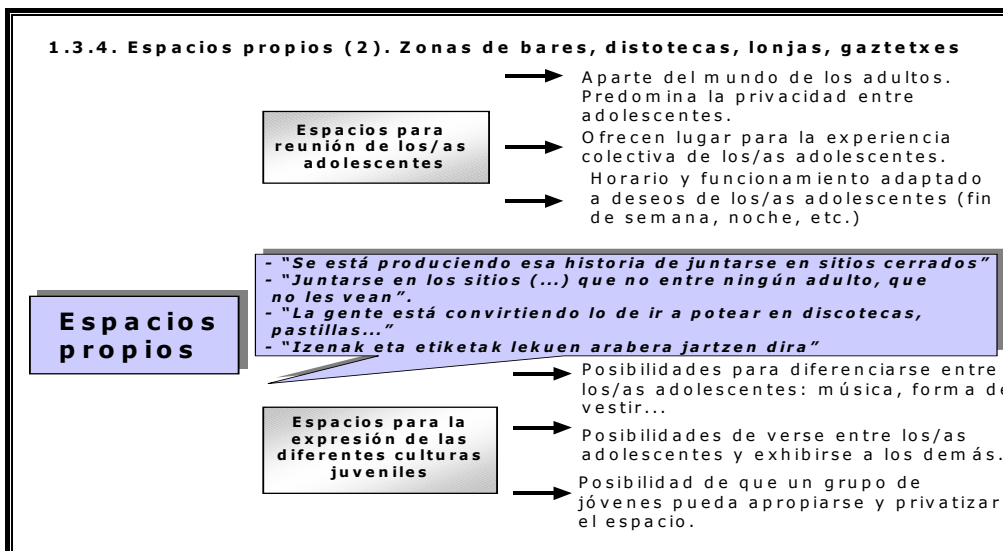 1.3.4. Espacios propios (2). Zonas de bares, distotecas, lonjas, gaztetxes
Aparte del mundo de los adultos.
Predomina la privacidad entre
adolescentes.
Espacios para
reunión de los/as
adolescentes
Ofrecen lugar para la experiencia
colectiva de los/as adolescentes.
Horario y funcionamiento adaptado
a deseos de los/as adolescentes (fin
de semana, noche, etc.)
- “Se está produciendo esa historia de juntarse en sitios cerrados”
- “Juntarse en los sitios (...) que no entre ningún adulto, que
no les vean”.
- “La gente está convirtiendo lo de ir a potear en discotecas,
pastillas...”
- “Izenak eta etiketak lekuen arabera jartzen dira”
Espacios
propios
Posibilidades para diferenciarse entre
los/as adolescentes: música, forma de
vestir...
Espacios para la
expresión de las
diferentes culturas
juveniles
Posibilidades de verse entre los/as
adolescentes y exhibirse a los demás.
Posibilidad de que un grupo de
jóvenes pueda apropiarse y privatizar
el espacio.